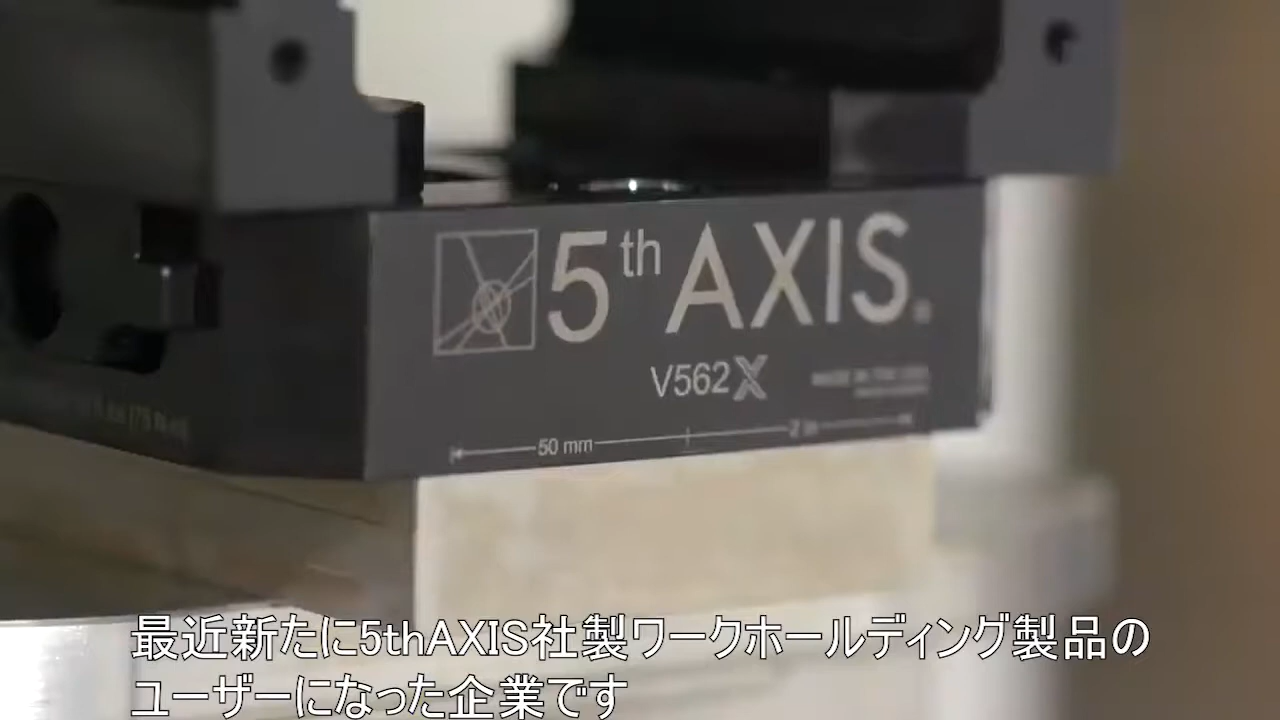 5th AXIS.
V562X
50 mm
2 in
最近新たに5thAXIS社製ワークホールディング製品の
ユーザーになった企業です